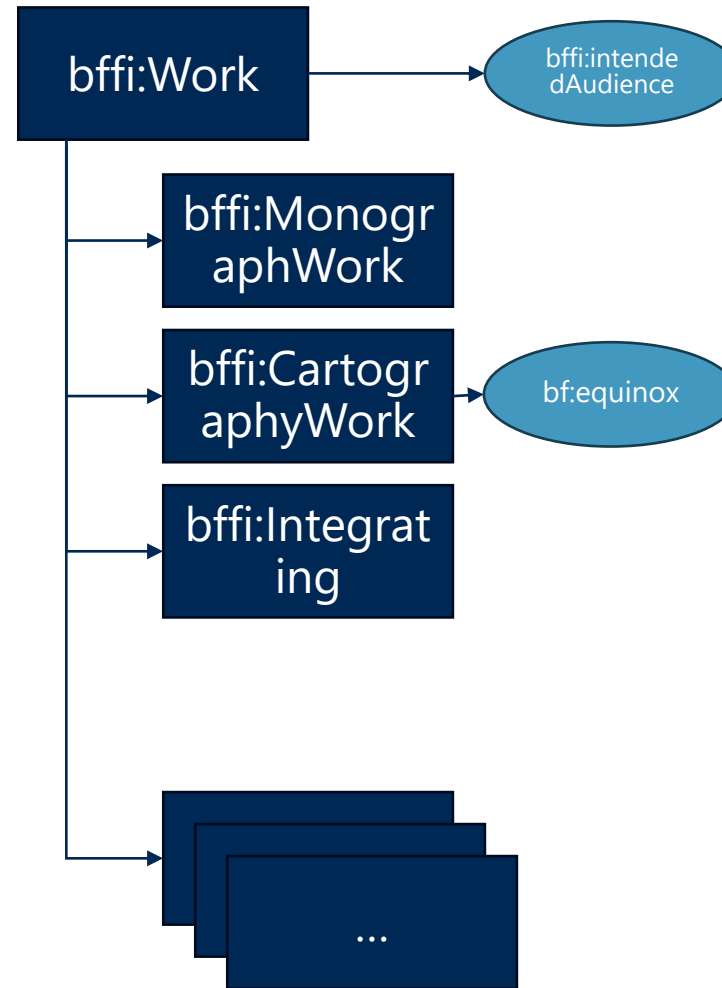 bffi:Work
bffi:intende
dAudience
bffi:Monogr
aphWork
bffi:Cartogr
aphyWork
bf:equinox
bffi:Integrat
ing
...